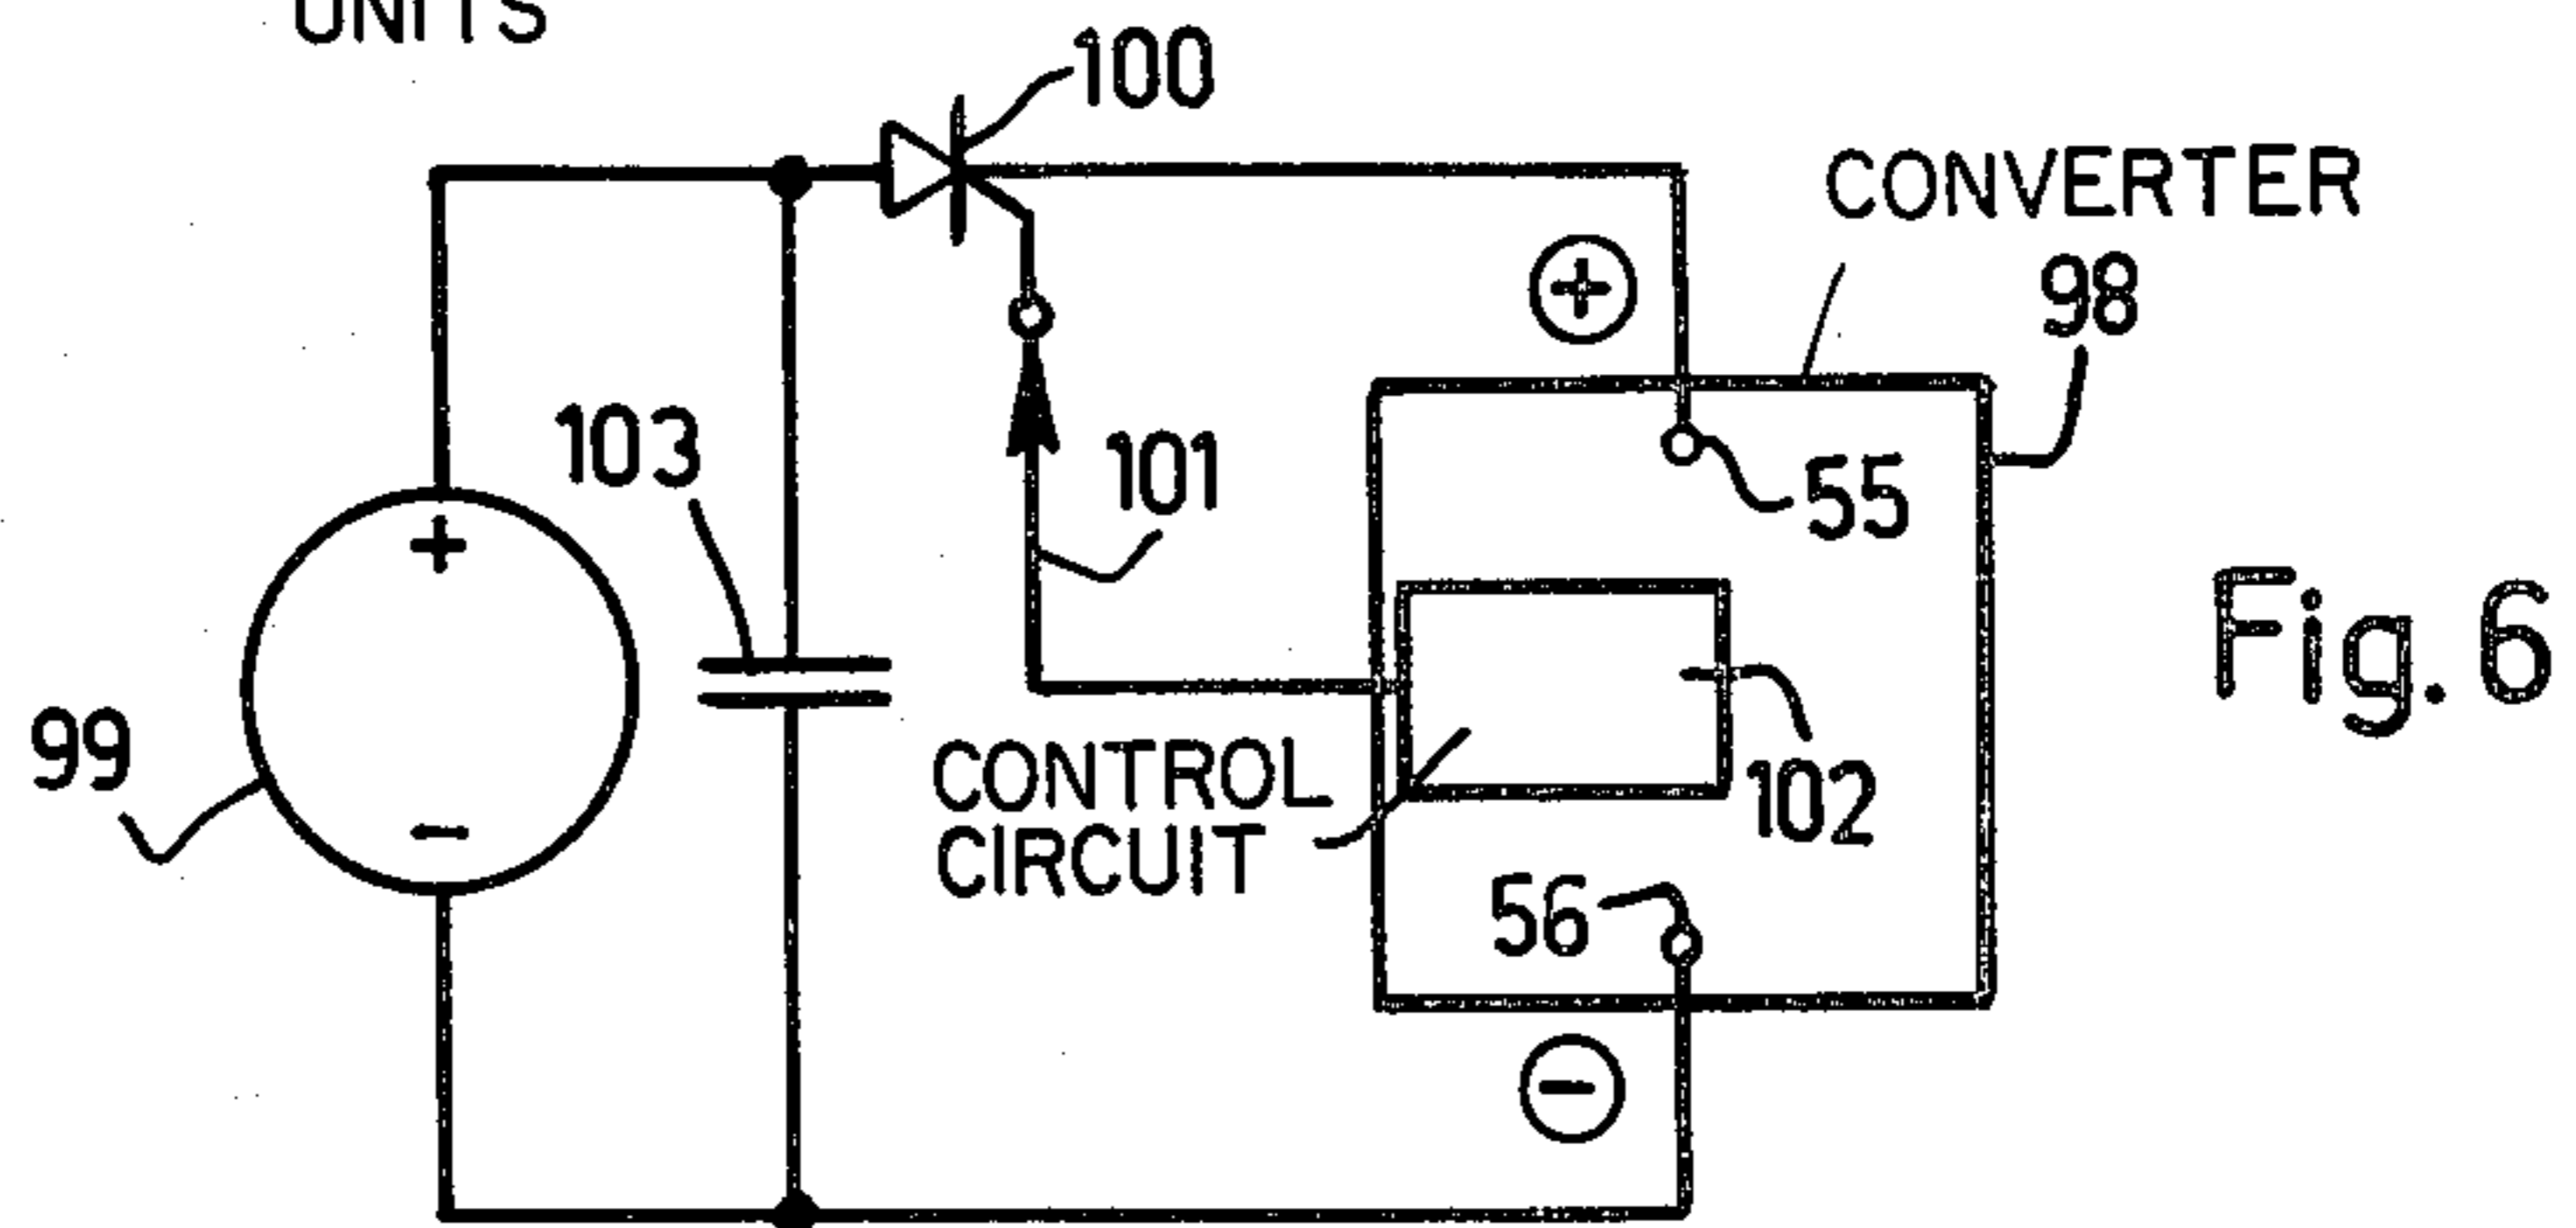 UNITS
100
CONVERTER
98
103
101
55
+
Fig. 6
99
−
CONTROL
CIRCUIT
102
56
+
−